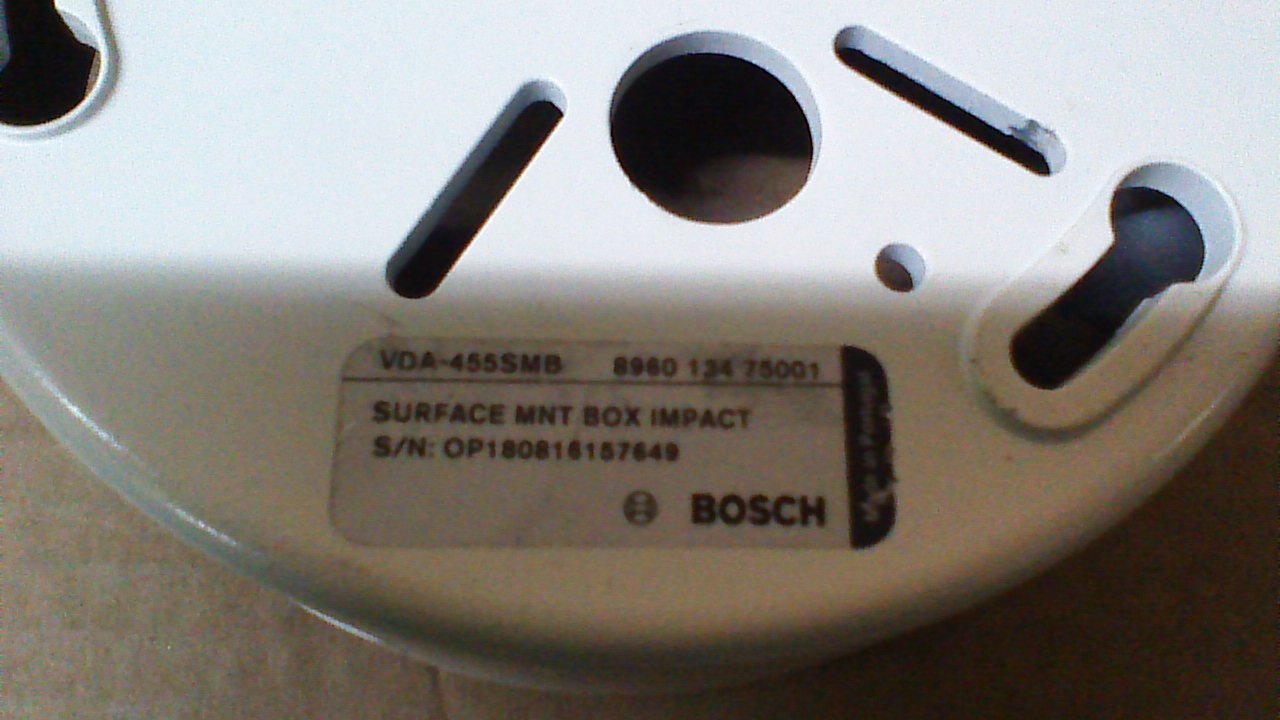 VDA-455SMB 8960 134 75001
SURFACE MNT BOX IMPACT
S/N: OP180816157649
BOSCH